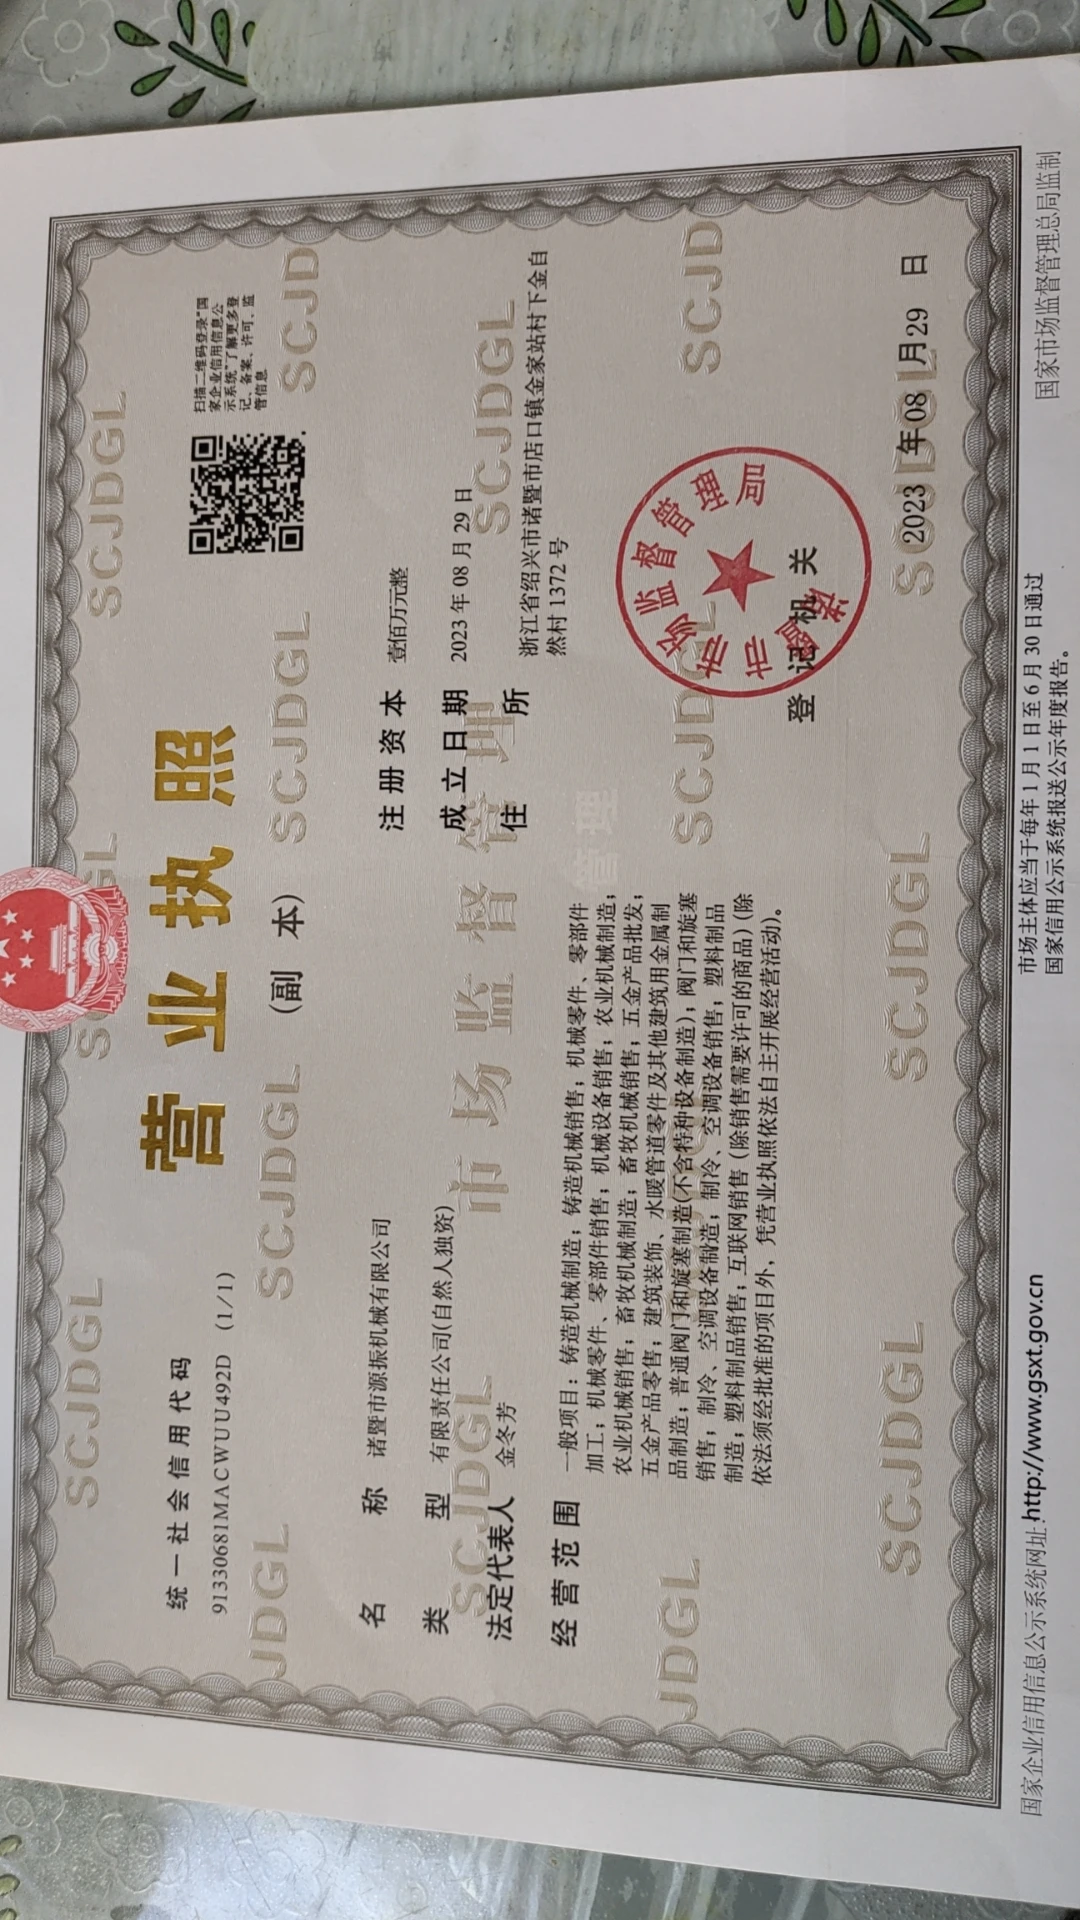 营业执照
(副 本)
统一社会信用代码
91330681MACWUU492D (1/1)
扫描二维码登录“国
家企业信用信息公
示系统”了解更多登
记、备案、许可、监
管信息
名 称 诸暨市源振机械有限公司
类 型 有限责任公司(自然人独资)
法定代表人 金冬芳
经营范围 一般项目：铸造机械制造；铸造机械销售；机械零件、零部件
加工；机械零件、零部件销售；机械设备销售；农业机械制造；
农业机械销售；畜牧机械制造；畜牧机械销售；五金产品批发；
五金产品零售；建筑装饰、水暖管道零件及其他建筑用金属制
品制造；普通阀门和旋塞制造(不含特种设备制造)；阀门和旋塞
销售；制冷、空调设备制造；制冷、空调设备销售；塑料制品
制造；塑料制品销售；互联网销售（除销售需要许可的商品）(除
依法须经批准的项目外，凭营业执照依法自主开展经营活动)。
注册资本 壹佰万元整
成立日期 2023年08月29日
住 所 浙江省绍兴市诸暨市店口镇金家站村下金自
然村1372号
登记机关
诸暨市市场监督管理局
2023 年 08 月 29 日
市场监督管理
SCJDGL
国家企业信用信息公示系统网址:http://www.gsxt.gov.cn
市场主体应当于每年1月1日至6月30日通过
国家信用公示系统报送公示年度报告。
国家市场监督管理总局监制